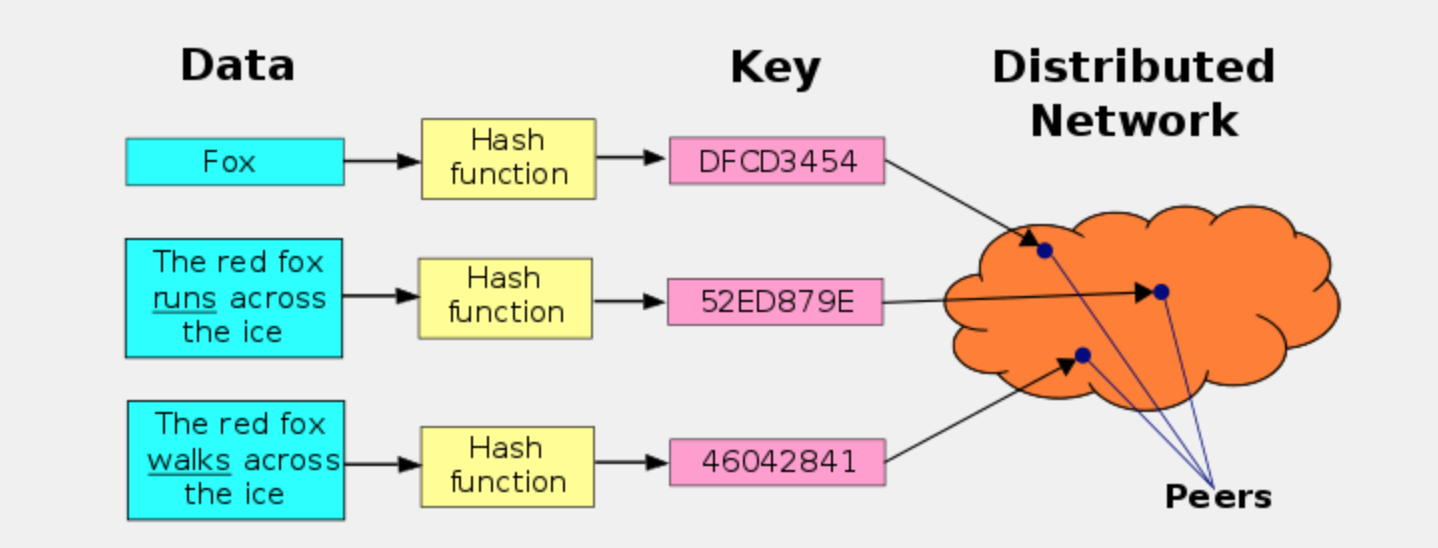 Data
Key
Distributed
Network
Fox
Hash
function
DFCD3454
The red fox
runs across
the ice
Hash
function
52ED879E
The red fox
walks across
the ice
Hash
function
46042841
Peers